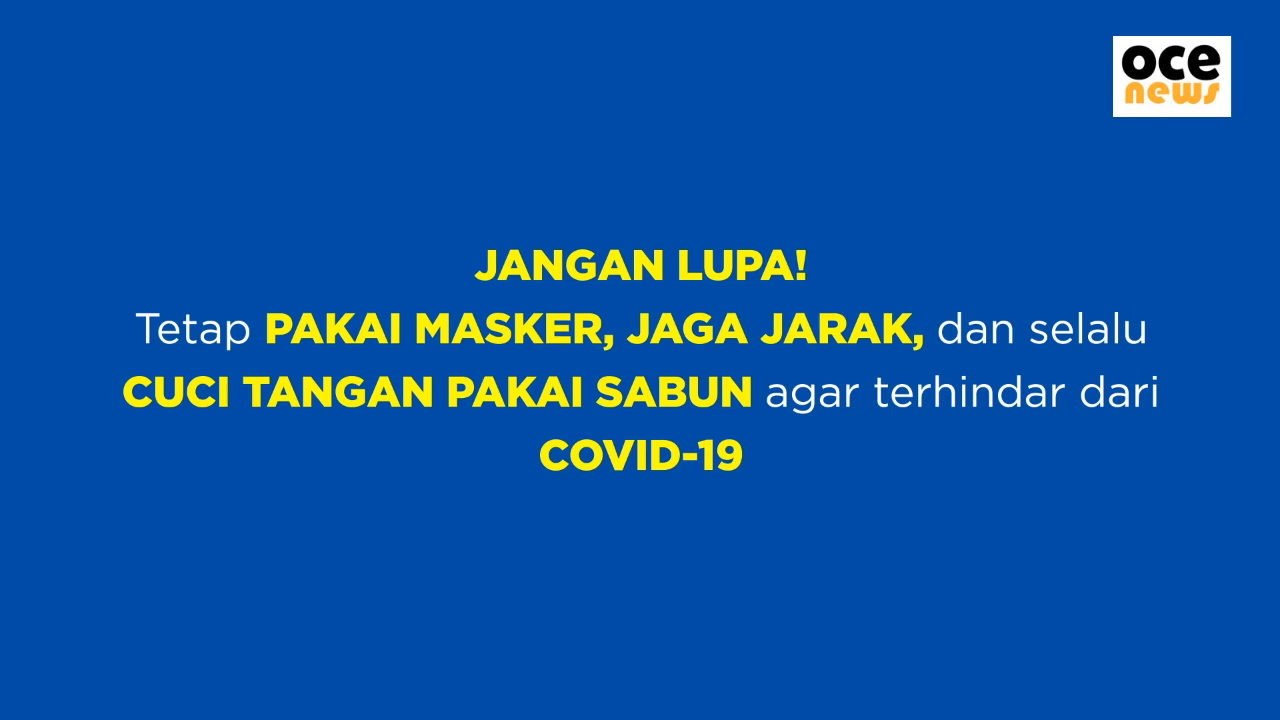 oce
news
JANGAN LUPA!
Tetap PAKAI MASKER, JAGA JARAK, dan selalu
CUCI TANGAN PAKAI SABUN agar terhindar dari
COVID-19